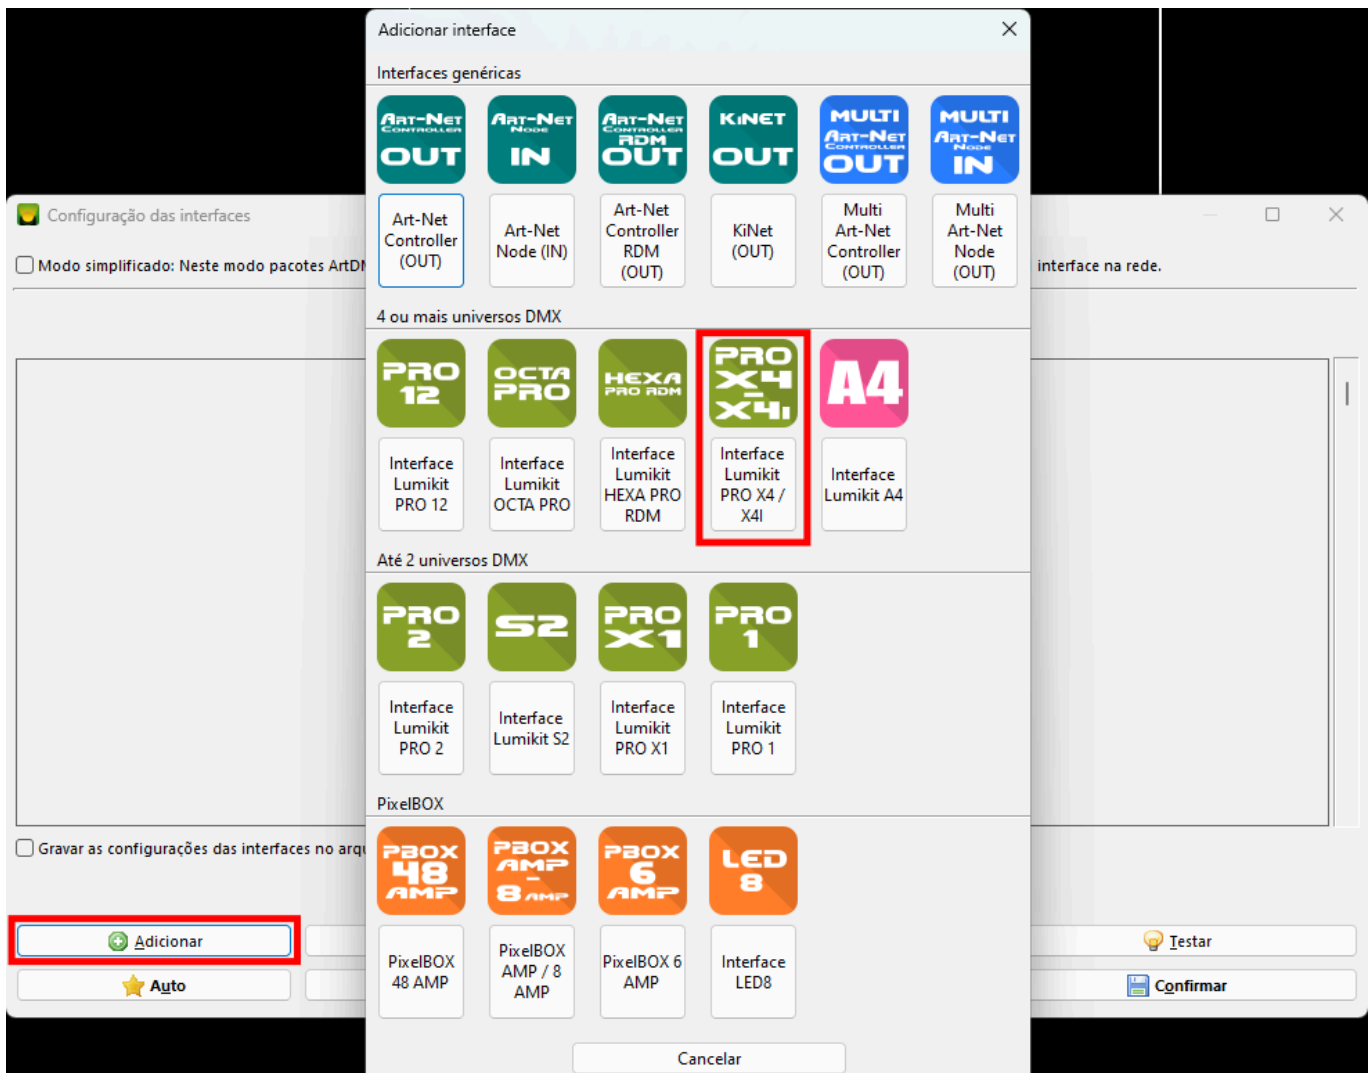 Adicionar interface
Interfaces genéricas
ART-NET
CONTROLLER
OUT
ART-NET
NODE
IN
ART-NET
CONTROLLER
RDM
OUT
KiNET
OUT
MULTI
ART-NET
CONTROLLER
OUT
MULTI
ART-NET
NODE
IN
Art-Net
Controller
(OUT)
Art-Net
Node (IN)
Art-Net
Controller
RDM
(OUT)
KiNet
(OUT)
Multi
Art-Net
Controller
(OUT)
Multi
Art-Net
Node
(OUT)
Configuração das interfaces
Modo simplificado: Neste modo pacotes ArtDM
interface na rede.
4 ou mais universos DMX
PRO
12
OCTA
PRO
HEXA
PRO RDM
PRO
X4
-
X4i
A4
Interface
Lumikit
PRO 12
Interface
Lumikit
OCTA PRO
Interface
Lumikit
HEXA PRO
RDM
Interface
Lumikit
PRO X4 /
X4I
Interface
Lumikit A4
Até 2 universos DMX
PRO
2
S2
PRO
X1
PRO
1
Interface
Lumikit
PRO 2
Interface
Lumikit S2
Interface
Lumikit
PRO X1
Interface
Lumikit
PRO 1
PixelBOX
PBOX
48
AMP
PBOX
AMP
-
8 AMP
PBOX
6
AMP
LED
8
Gravar as configurações das interfaces no arqu
PixelBOX
48 AMP
PixelBOX
AMP / 8
AMP
PixelBOX 6
AMP
Interface
LED8
Adicionar
Testar
Auto
Confirmar
Cancelar